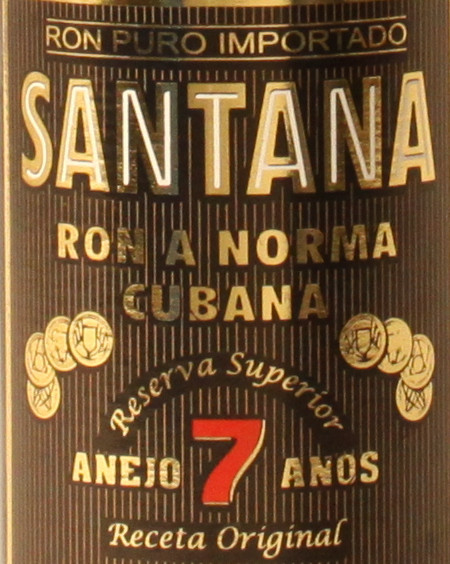 RON PURO IMPORTADO
SANTANA
RON A NORMA
CUBANA
Reserva Superior
ANEJO 7 ANOS
Receta Original